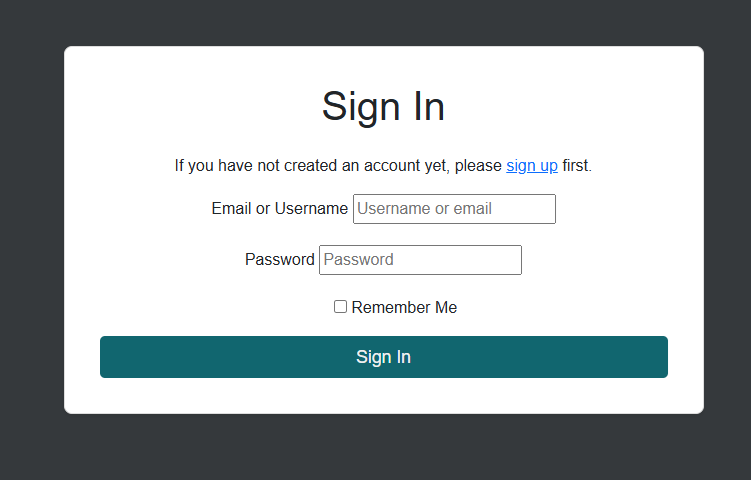 Sign In
If you have not created an account yet, please sign up first.
Email or Username Username or email
Password Password
Remember Me
Sign In